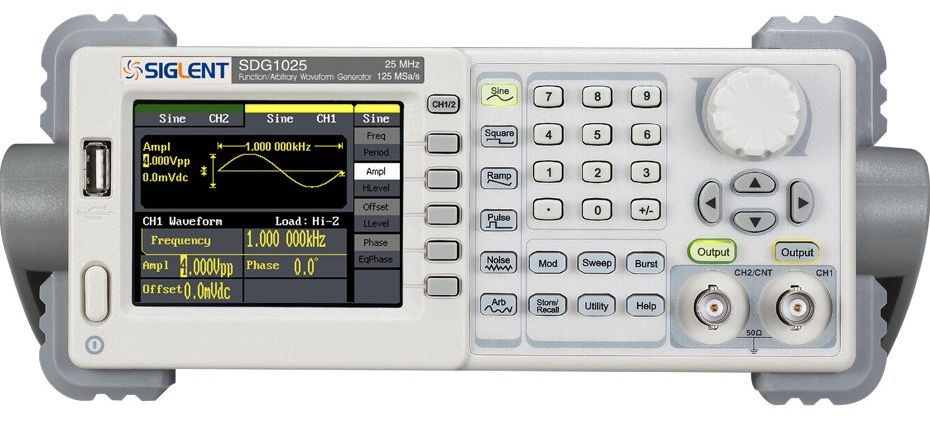 SIGLENT SDG1025 25 MHz
Function/Arbitrary Waveform Generator 125 MSa/s
Sine CH2 Sine CH1 Sine
Freq
Period
Ampl
HLevel
Offset
LLevel
Phase
EqPhase
Ampl
4.000Vpp
0.0mVdc
1.000 000kHz
CH1 Waveform Load: Hi-Z
Frequency 1.000 000kHz
Ampl 4.000Vpp Phase 0.0°
Offset 0.0mVdc
CH1/2
Sine
Square
Ramp
Pulse
Noise
Arb
7 8 9
4 5 6
1 2 3
· 0 +/-
Mod Sweep Burst
Store/
Recall
Utility Help
Output Output
CH2/CNT CH1
50Ω